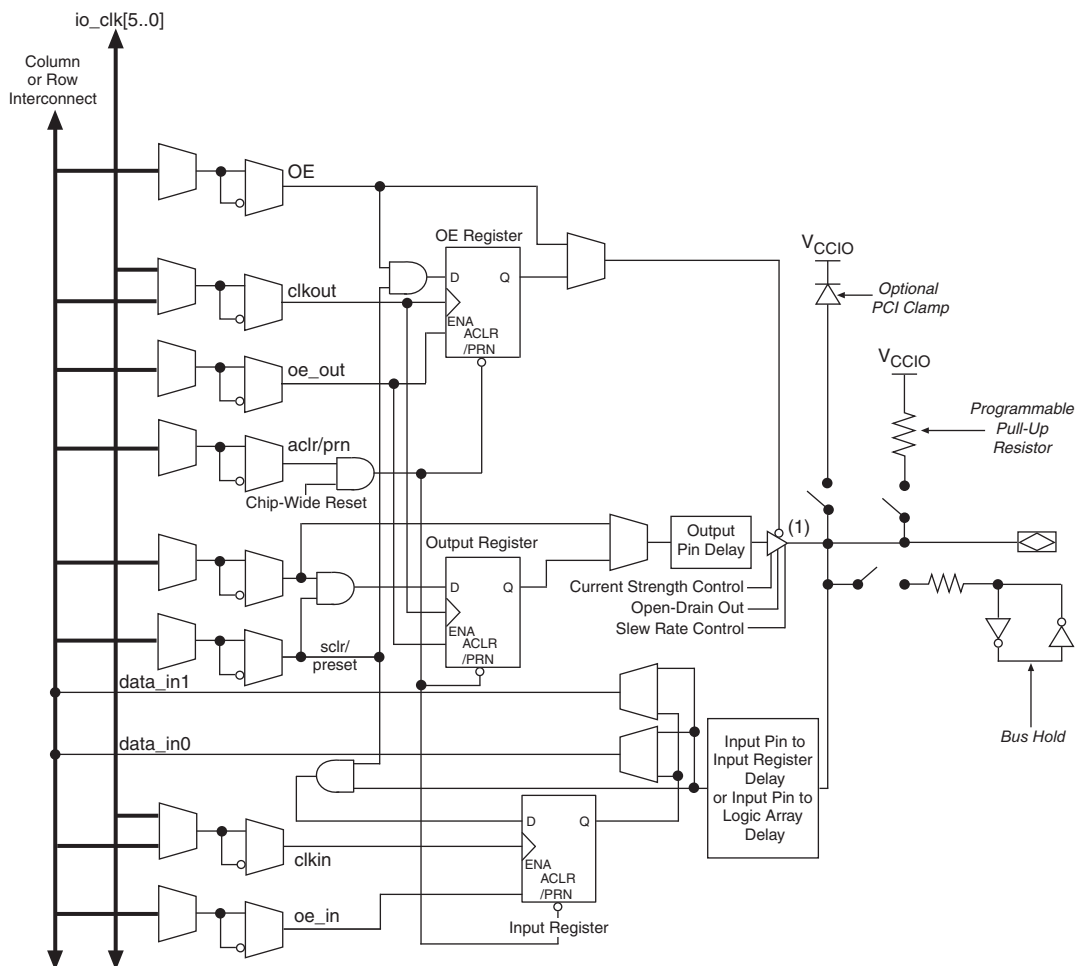 io_clk[5..0]
Column
or Row
Interconnect
OE
OE Register
D
Q
ENA
ACLR
/PRN
clkout
oe_out
aclr/prn
Chip-Wide Reset
VCCIO
Optional
PCI Clamp
VCCIO
Programmable
Pull-Up
Resistor
Output Register
D
Q
ENA
ACLR
/PRN
Output
Pin Delay
(1)
Current Strength Control
Open-Drain Out
Slew Rate Control
sclr/
preset
data_in1
data_in0
Bus Hold
Input Pin to
Input Register
Delay
or Input Pin to
Logic Array
Delay
D
Q
ENA
ACLR
/PRN
clkin
oe_in
Input Register